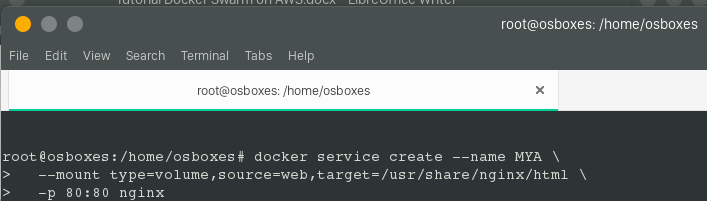 Tutorial Docker Swarm on AWS.docx - LibreOffice Writer
root@osboxes: /home/osboxes
File Edit View Search Terminal Tabs Help
root@osboxes: /home/osboxes ×
root@osboxes:/home/osboxes# docker service create --name MYA \
>   --mount type=volume,source=web,target=/usr/share/nginx/html \
>   -p 80:80 nginx